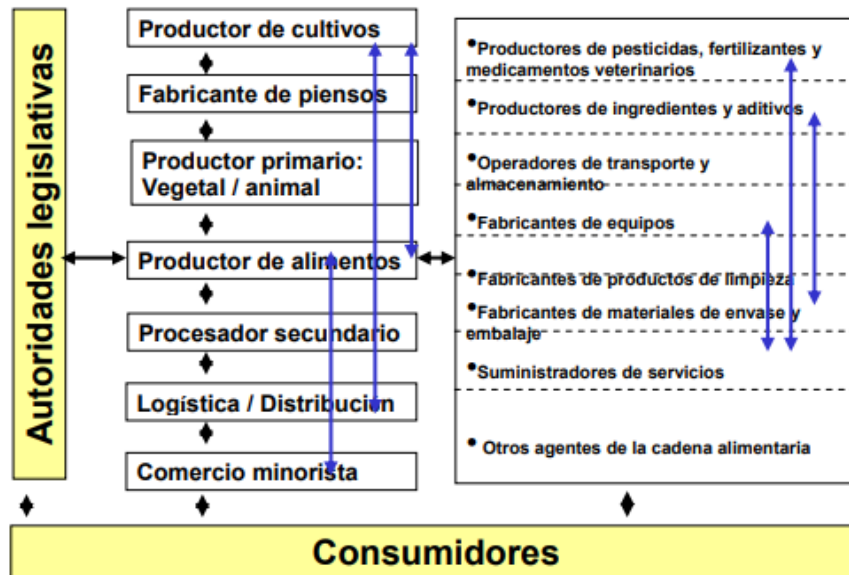 Autoridades legislativas
Productor de cultivos
Fabricante de piensos
Productor primario:
Vegetal / animal
Productor de alimentos
Procesador secundario
Logística / Distribución
Comercio minorista
•Productores de pesticidas, fertilizantes y
medicamentos veterinarios
•Productores de ingredientes y aditivos
•Operadores de transporte y
almacenamiento
•Fabricantes de equipos
•Fabricantes de productos de limpieza
•Fabricantes de materiales de envase y
embalaje
•Suministradores de servicios
• Otros agentes de la cadena alimentaria
Consumidores